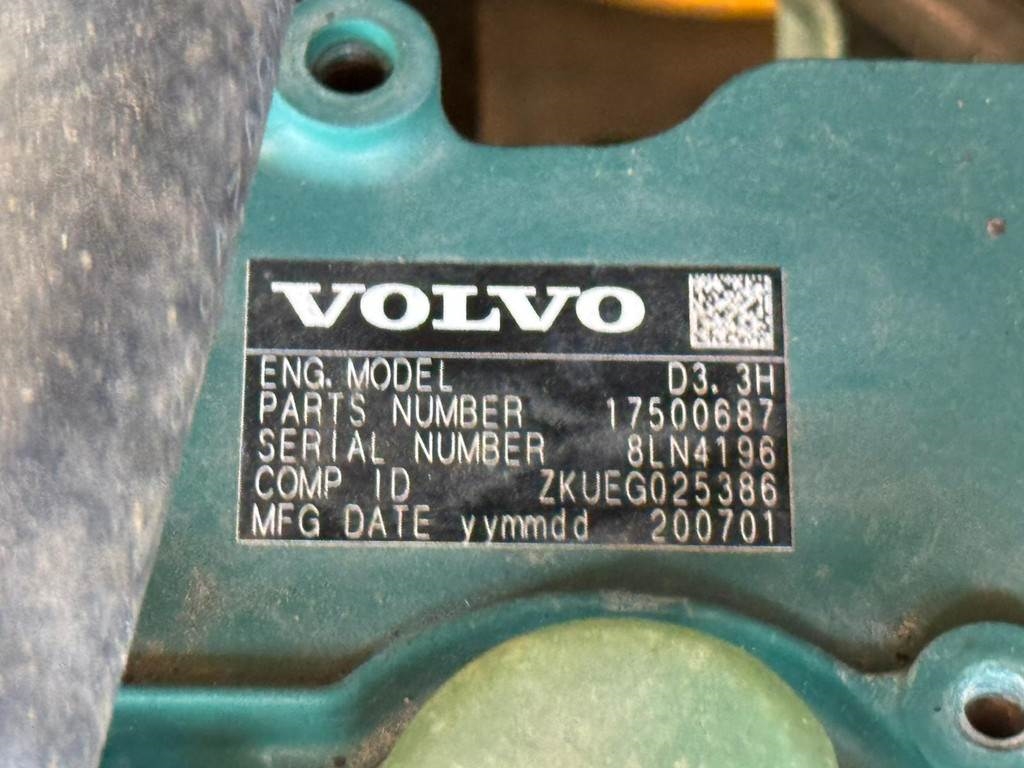 VOLVO
ENG. MODEL D3. 3H
PARTS NUMBER 17500687
SERIAL NUMBER 8LN4196
COMP ID ZKUEG025386
MFG DATE yymmdd 200701